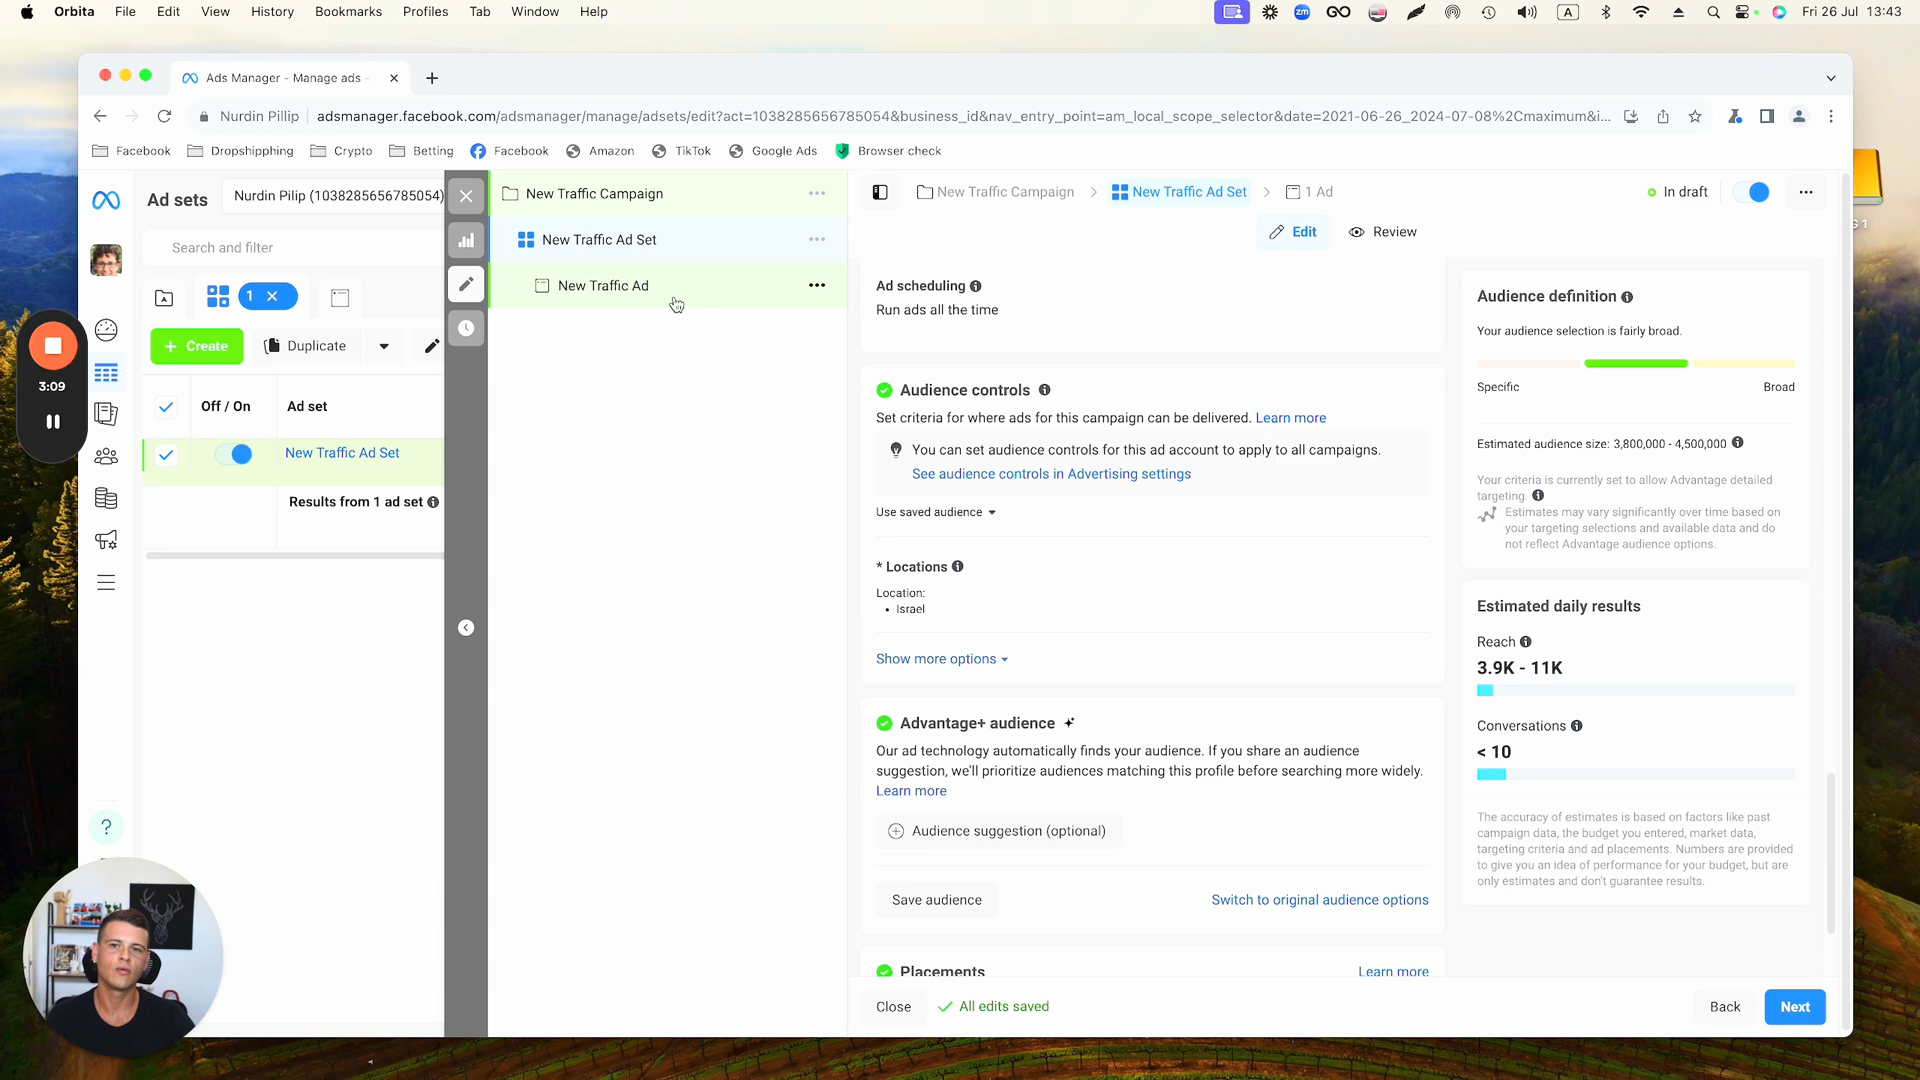 Orbita File Edit View History Bookmarks Profiles Tab Window Help
zm A Fri 26 Jul 13:43
Ads Manager - Manage ads -
Nurdin Pillip adsmanager.facebook.com/adsmanager/manage/adsets/edit?act=1038285656785054&business_id&nav_entry_point=am_local_scope_selector&date=2021-06-26_2024-07-08%2Cmaximum&i...
Facebook Dropshipphing Crypto Betting Facebook Amazon TikTok Google Ads Browser check
Ad sets Nurdin Pilip (1038285656785054)
Search and filter
1
+ Create Duplicate
Off / On Ad set
New Traffic Ad Set
Results from 1 ad set
3:09
?
New Traffic Campaign
New Traffic Ad Set
New Traffic Ad
New Traffic Campaign New Traffic Ad Set 1 Ad
In draft
Edit Review
Ad scheduling
Run ads all the time
Audience controls
Set criteria for where ads for this campaign can be delivered. Learn more
You can set audience controls for this ad account to apply to all campaigns.
See audience controls in Advertising settings
Use saved audience
* Locations
Location:
• Israel
Show more options
Advantage+ audience
Our ad technology automatically finds your audience. If you share an audience
suggestion, we'll prioritize audiences matching this profile before searching more widely.
Learn more
Audience suggestion (optional)
Save audience Switch to original audience options
Placements Learn more
Close All edits saved Back Next
Audience definition
Your audience selection is fairly broad.
Specific Broad
Estimated audience size: 3,800,000 - 4,500,000
Your criteria is currently set to allow Advantage detailed
targeting.
Estimates may vary significantly over time based on
your targeting selections and available data and do
not reflect Advantage audience options.
Estimated daily results
Reach
3.9K - 11K
Conversations
< 10
The accuracy of estimates is based on factors like past
campaign data, the budget you entered, market data,
targeting criteria and ad placements. Numbers are provided
to give you an idea of performance for your budget, but are
only estimates and don't guarantee results.
G 1